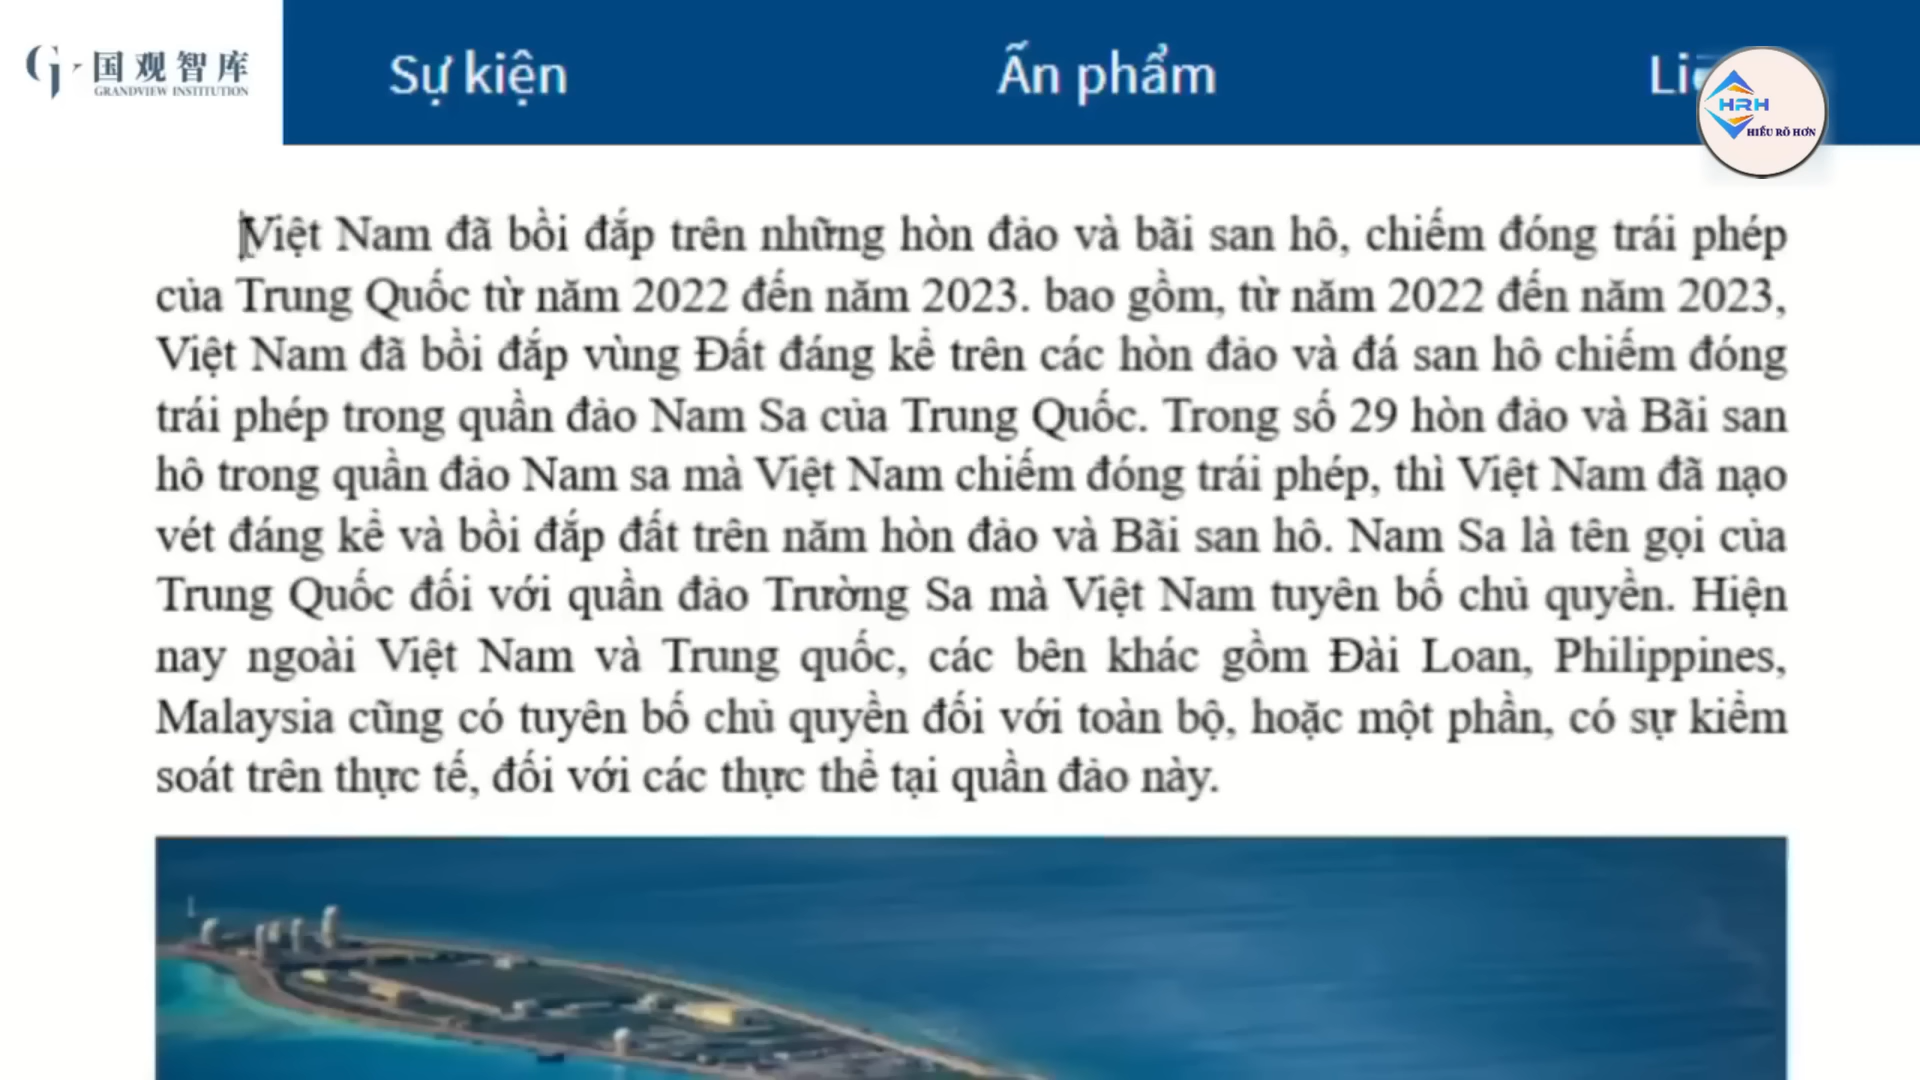 国观智库
GRANDVIEW INSTITUTION
Sự kiện
Ấn phẩm
HRH
HIỂU RÕ HƠN
Việt Nam đã bồi đắp trên những hòn đảo và bãi san hô, chiếm đóng trái phép
của Trung Quốc từ năm 2022 đến năm 2023. bao gồm, từ năm 2022 đến năm 2023,
Việt Nam đã bồi đắp vùng Đất đáng kể trên các hòn đảo và đá san hô chiếm đóng
trái phép trong quần đảo Nam Sa của Trung Quốc. Trong số 29 hòn đảo và Bãi san
hô trong quần đảo Nam sa mà Việt Nam chiếm đóng trái phép, thì Việt Nam đã nạo
vét đáng kể và bồi đắp đất trên năm hòn đảo và Bãi san hô. Nam Sa là tên gọi của
Trung Quốc đối với quần đảo Trường Sa mà Việt Nam tuyên bố chủ quyền. Hiện
nay ngoài Việt Nam và Trung quốc, các bên khác gồm Đài Loan, Philippines,
Malaysia cũng có tuyên bố chủ quyền đối với toàn bộ, hoặc một phần, có sự kiểm
soát trên thực tế, đối với các thực thể tại quần đảo này.